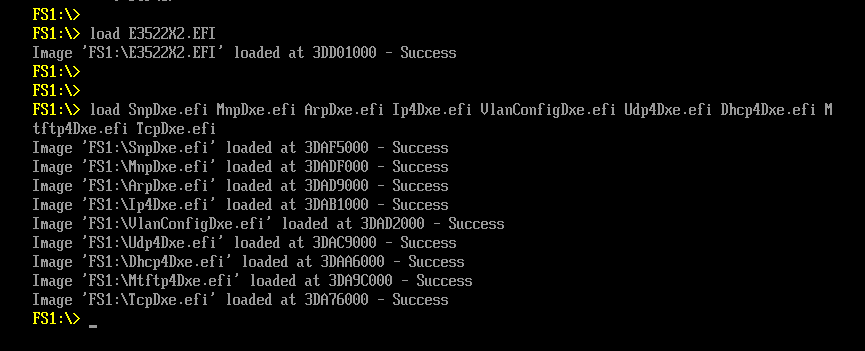 FS1:\>
FS1:\> load E3522X2.EFI
Image 'FS1:\E3522X2.EFI' loaded at 3DD01000 - Success
FS1:\>
FS1:\>
FS1:\> load SnpDxe.efi MnpDxe.efi ArpDxe.efi Ip4Dxe.efi VlanConfigDxe.efi Udp4Dxe.efi Dhcp4Dxe.efi M
tftp4Dxe.efi TcpDxe.efi
Image 'FS1:\SnpDxe.efi' loaded at 3DAF5000 - Success
Image 'FS1:\MnpDxe.efi' loaded at 3DADF000 - Success
Image 'FS1:\ArpDxe.efi' loaded at 3DAD9000 - Success
Image 'FS1:\Ip4Dxe.efi' loaded at 3DAB1000 - Success
Image 'FS1:\VlanConfigDxe.efi' loaded at 3DAD2000 - Success
Image 'FS1:\Udp4Dxe.efi' loaded at 3DAC9000 - Success
Image 'FS1:\Dhcp4Dxe.efi' loaded at 3DAA6000 - Success
Image 'FS1:\Mtftp4Dxe.efi' loaded at 3DA9C000 - Success
Image 'FS1:\TcpDxe.efi' loaded at 3DA76000 - Success
FS1:\> _